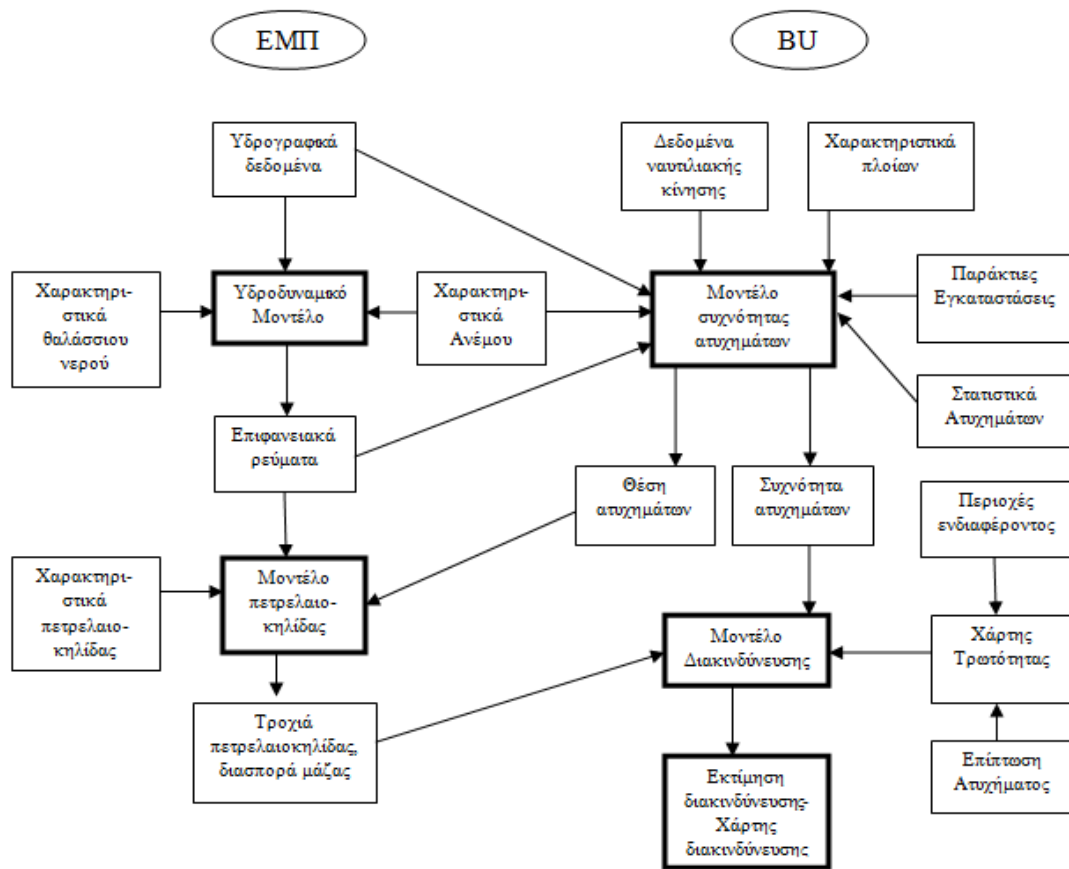 ΕΜΠ
BU
Υδρογραφικά
δεδομένα
Δεδομένα
ναυτιλιακής
κίνησης
Χαρακτηριστικά
πλοίων
Χαρακτηρι-
στικά
θαλάσσιου
νερού
Υδροδυναμικό
Μοντέλο
Χαρακτηρι-
στικά
Ανέμου
Μοντέλο
συχνότητας
ατυχημάτων
Παράκτιες
Εγκαταστάσεις
Στατιστικά
Ατυχημάτων
Επιφανειακά
ρεύματα
Θέση
ατυχημάτων
Συχνότητα
ατυχημάτων
Περιοχές
ενδιαφέροντος
Χαρακτηρι-
στικά
πετρελαιο-
κηλίδας
Μοντέλο
πετρελαιο-
κηλίδας
Μοντέλο
Διακινδύνευσης
Χάρτης
Τρωτότητας
Τροχιά
πετρελαιοκηλίδας,
διασπορά μάζας
Εκτίμηση
διακινδύνευσης-
Χάρτης
διακινδύνευσης
Επίπτωση
Ατυχήματος